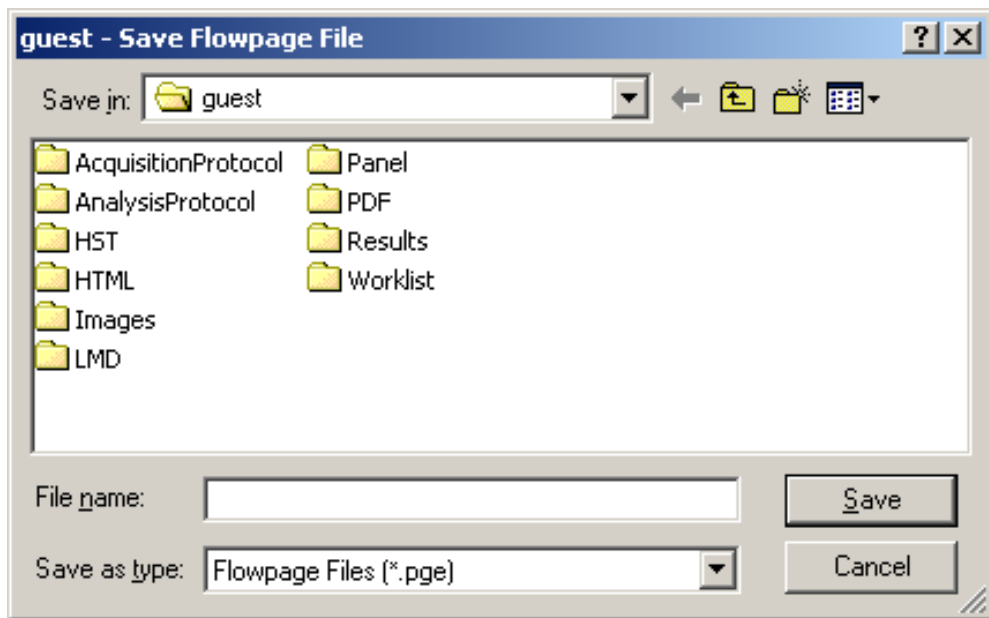 guest - Save Flowpage File
Save in: guest
AcquisitionProtocol Panel
AnalysisProtocol PDF
HST Results
HTML Worklist
Images
LMD
File name: Save
Save as type: Flowpage Files (*.pge) Cancel